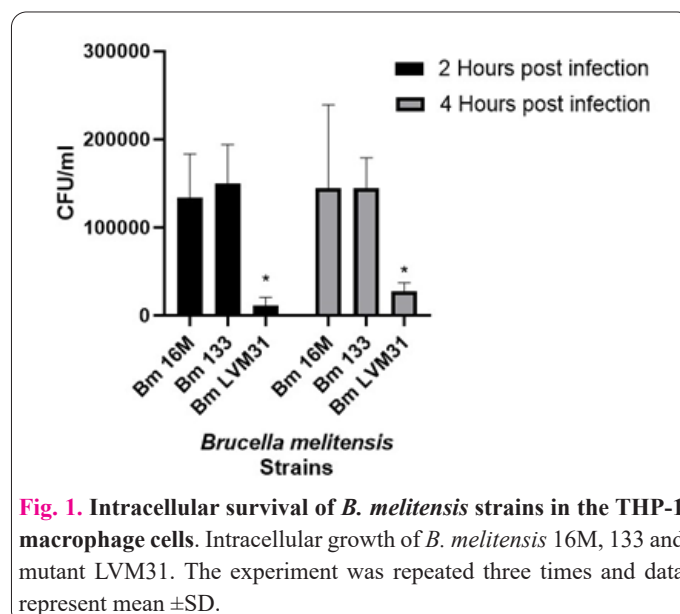 300000
200000
100000
0
CFU/ml
2 Hours post infection
4 Hours post infection
*
*
Bm 16M
Bm 133
Bm LVM31
Bm 16M
Bm 133
Bm LVM31
Brucella melitensis
Strains
Fig. 1. Intracellular survival of B. melitensis strains in the THP-1
macrophage cells. Intracellular growth of B. melitensis 16M, 133 and
mutant LVM31. The experiment was repeated three times and data
represent mean ±SD.